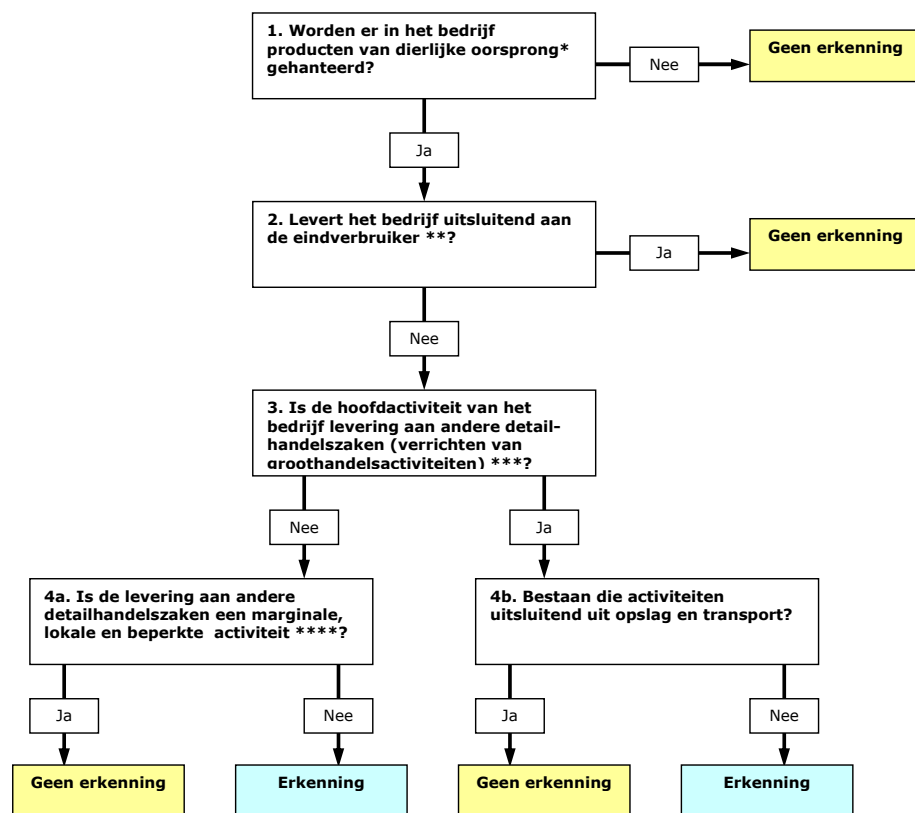 1. Worden er in het bedrijf
producten van dierlijke oorsprong*
gehanteerd?
Nee
Geen erkenning
Ja
2. Levert het bedrijf uitsluitend aan
de eindverbruiker **?
Ja
Geen erkenning
Nee
3. Is de hoofdactiviteit van het
bedrijf levering aan andere detail-
handelszaken (verrichten van
groothandelsactiviteiten) ***?
Nee
Ja
4a. Is de levering aan andere
detailhandelszaken een marginale,
lokale en beperkte activiteit ****?
4b. Bestaan die activiteiten
uitsluitend uit opslag en transport?
Ja
Nee
Ja
Nee
Geen erkenning
Erkenning
Geen erkenning
Erkenning